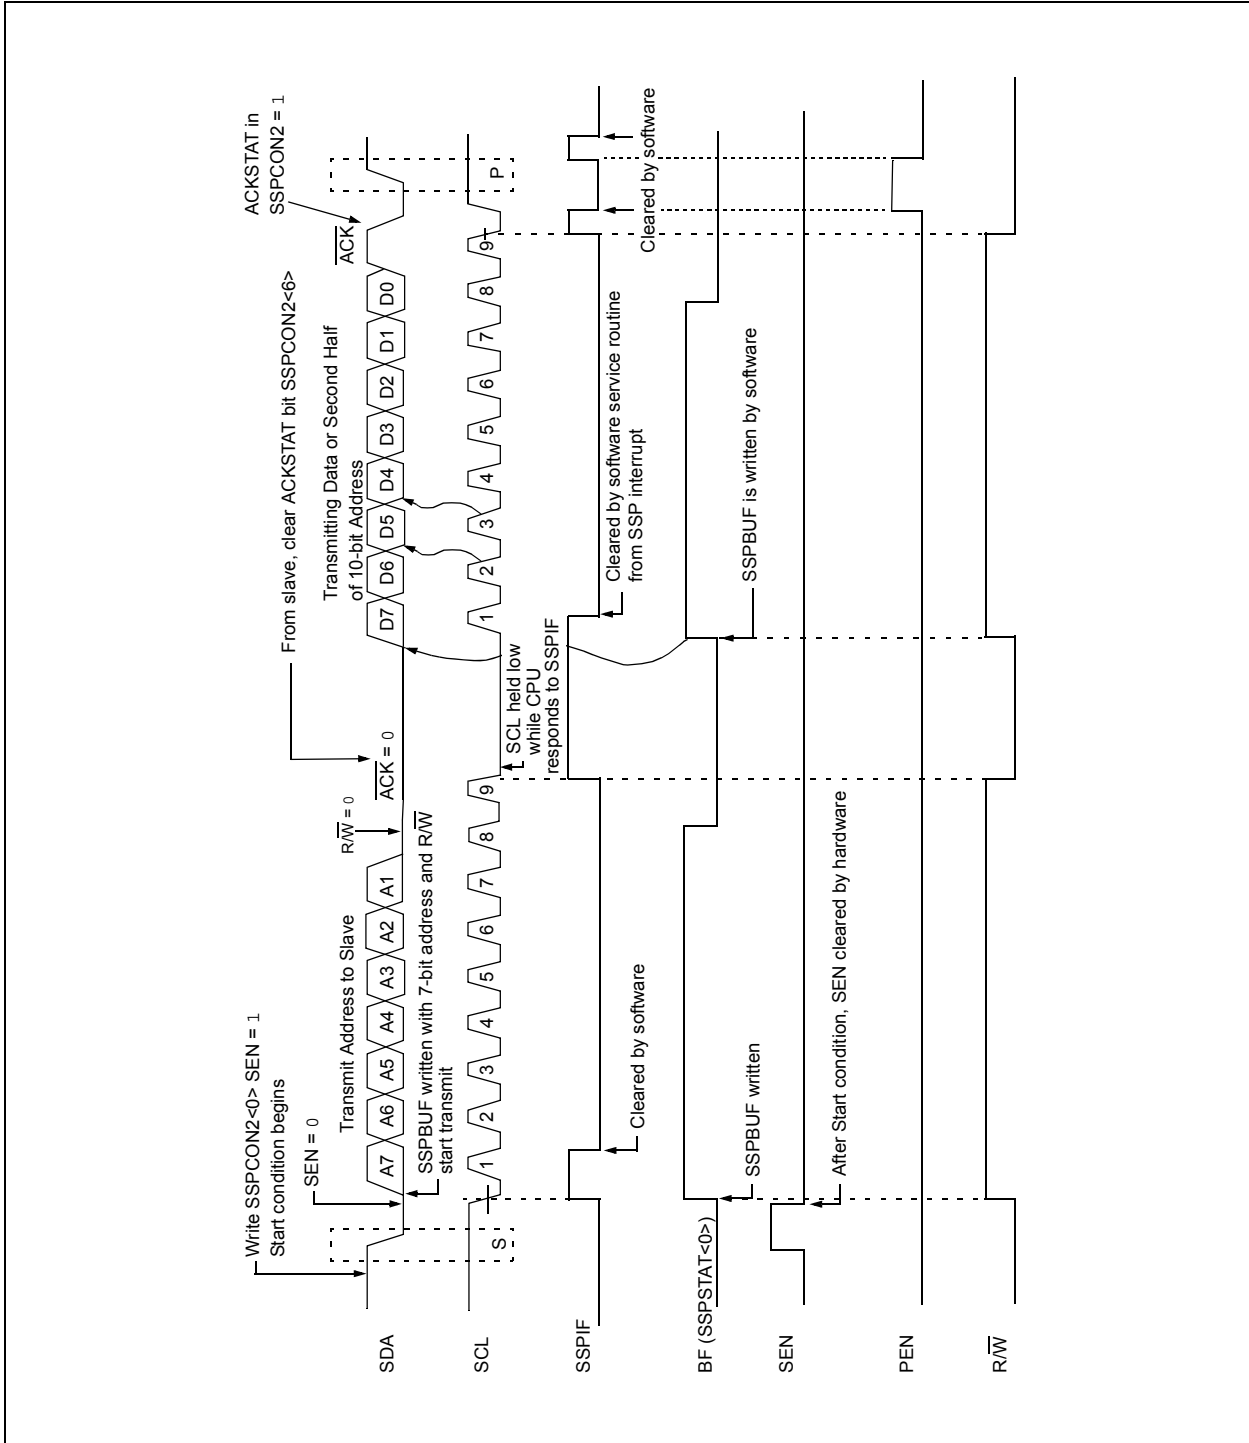 Write SSPCON2<0> SEN = 1
Start condition begins
SEN = 0
From slave, clear ACKSTAT bit SSPCON2<6>
ACKSTAT in
SSPCON2 = 1
Transmit Address to Slave
R/W = 0
ACK = 0
Transmitting Data or Second Half
of 10-bit Address
ACK
SDA
A7 A6 A5 A4 A3 A2 A1
D7 D6 D5 D4 D3 D2 D1 D0
SSPBUF written with 7-bit address and R/W
start transmit
SCL
S
1 2 3 4 5 6 7 8 9
1 2 3 4 5 6 7 8 9
P
SCL held low
while CPU
responds to SSPIF
SSPIF
Cleared by software
Cleared by software service routine
from SSP interrupt
Cleared by software
BF (SSPSTAT<0>)
SSPBUF written
SSPBUF is written by software
SEN
After Start condition, SEN cleared by hardware
PEN
R/W